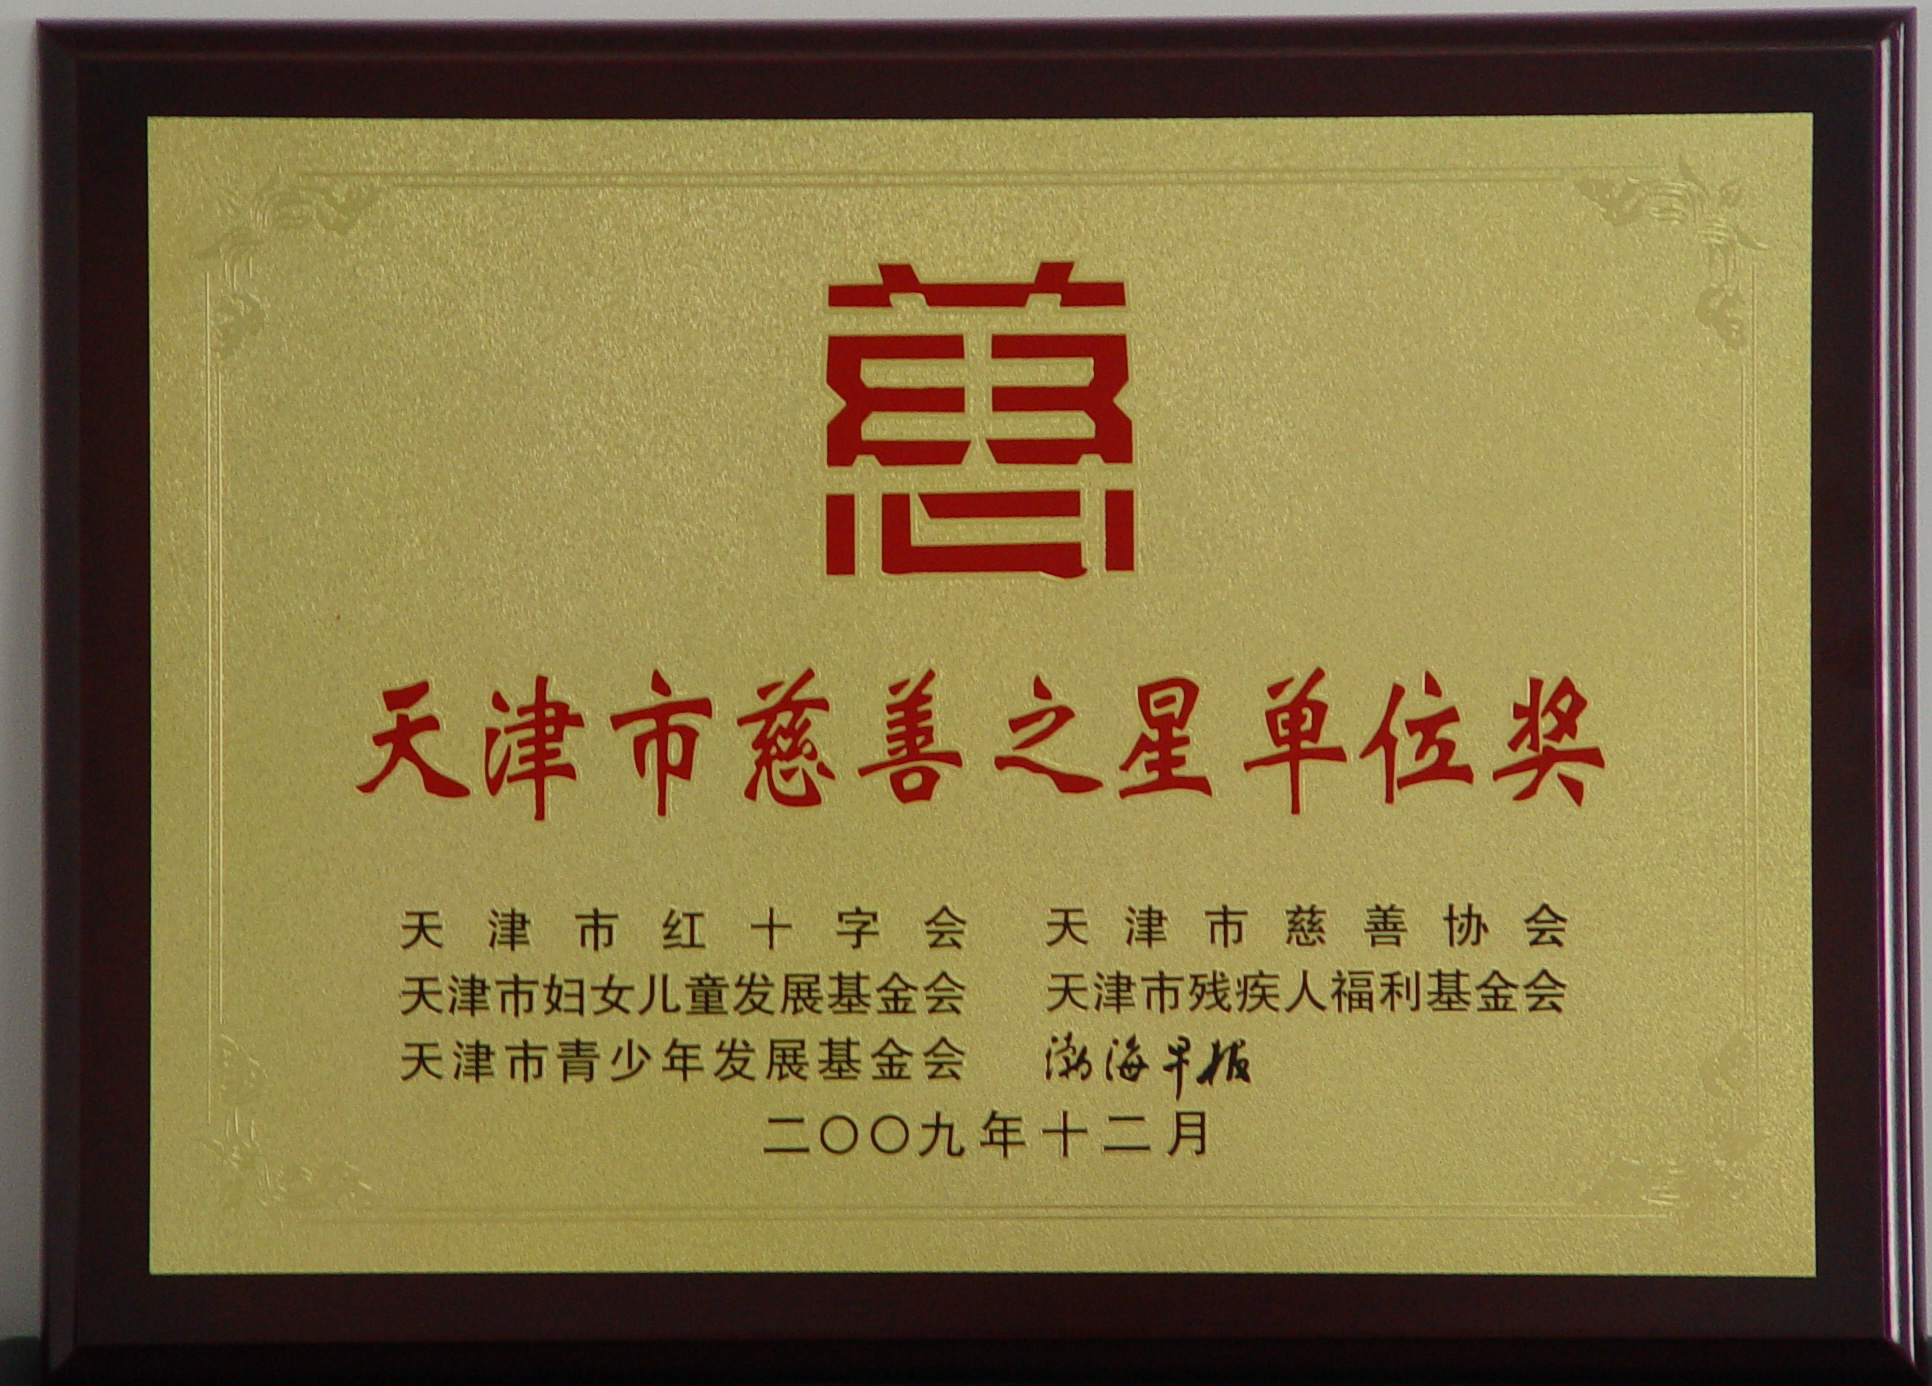 慈
天津市慈善之星单位奖
天津市红十字会 天津市慈善协会
天津市妇女儿童发展基金会 天津市残疾人福利基金会
天津市青少年发展基金会 渤海早报
二〇〇九年十二月